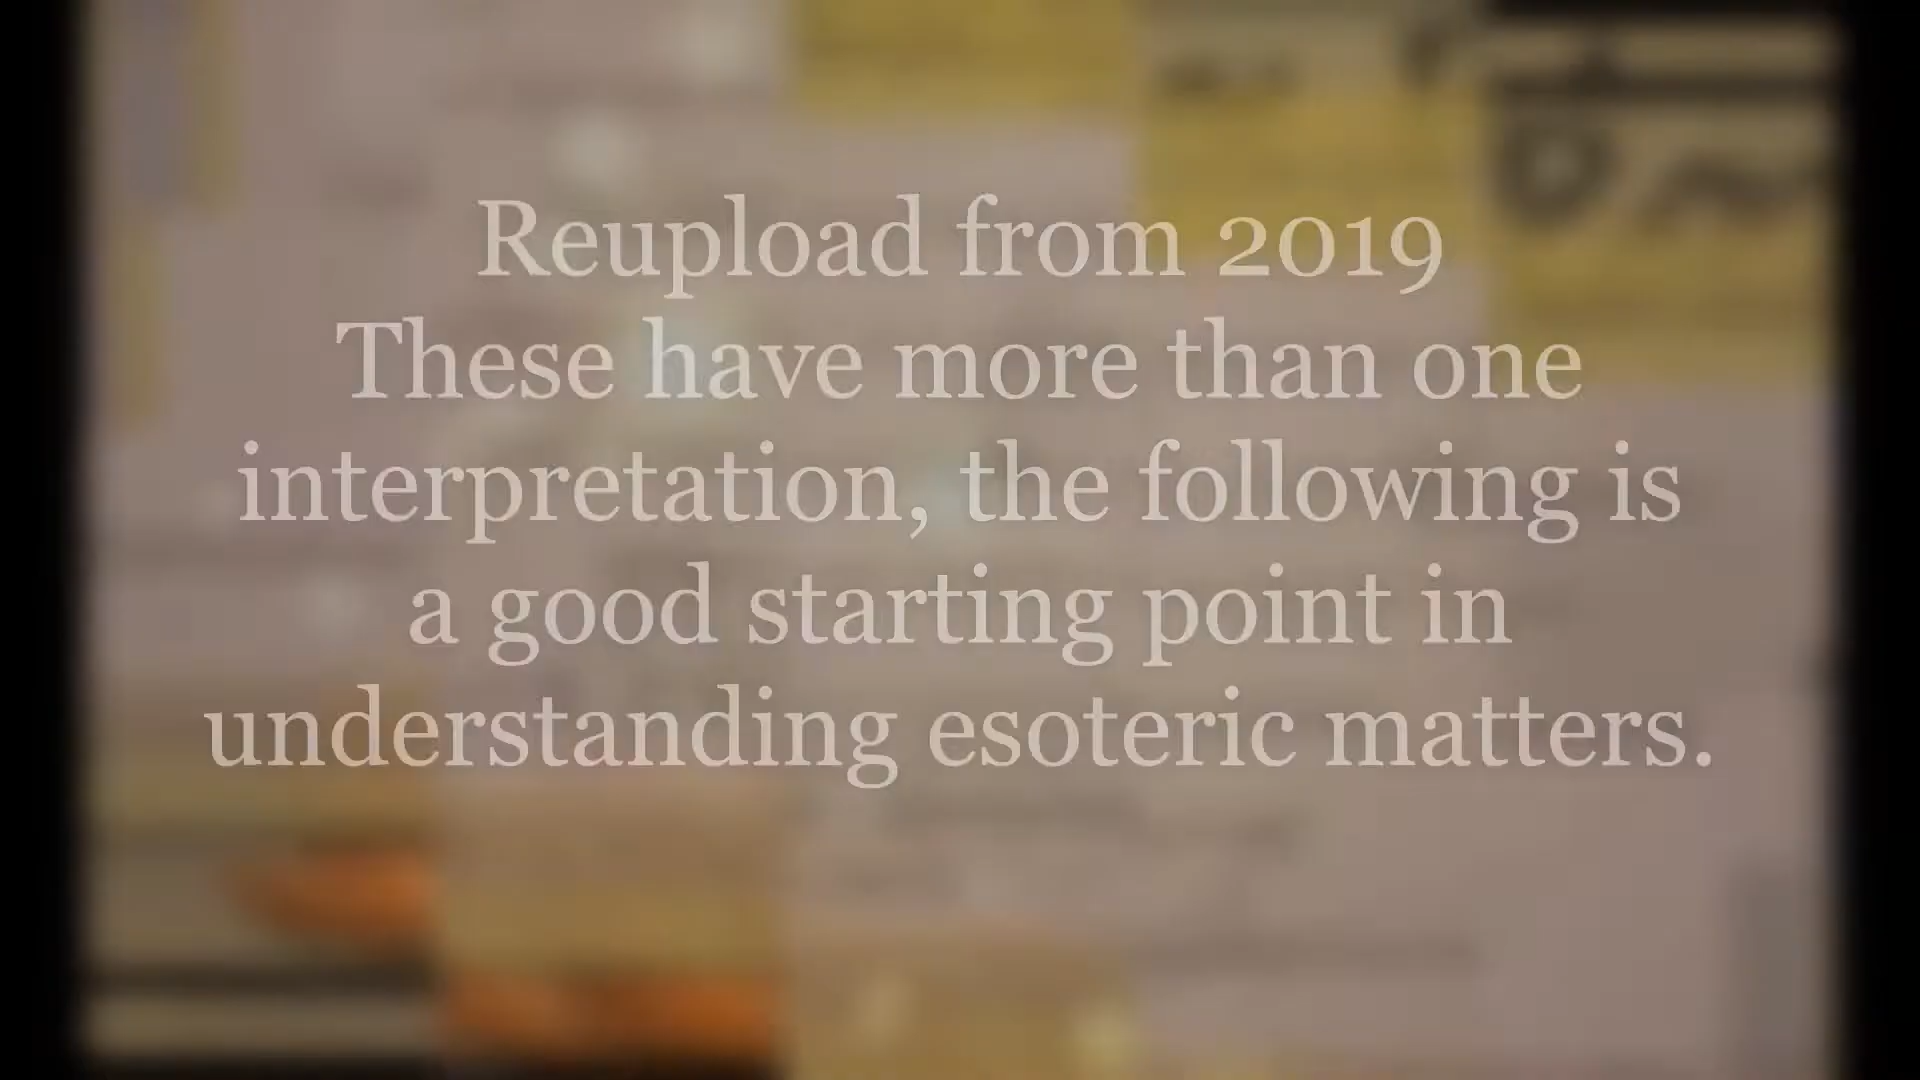 Reupload from 2019
These have more than one
interpretation, the following is
a good starting point in
understanding esoteric matters.